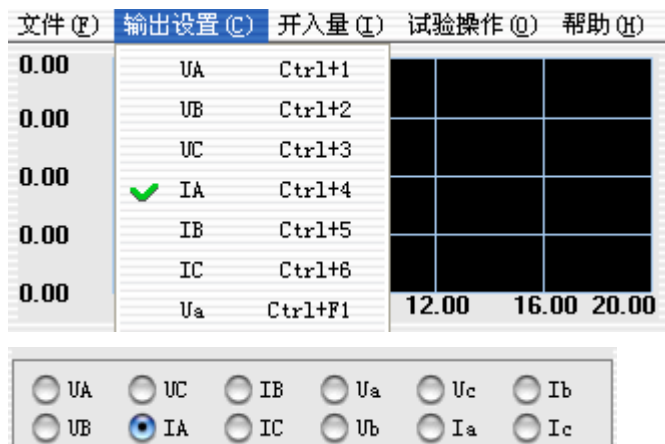 文件(F) 输出设置(C) 开入量(I) 试验操作(O) 帮助(H)
0.00
0.00
0.00
0.00
0.00
UA Ctrl+1
UB Ctrl+2
UC Ctrl+3
IA Ctrl+4
IB Ctrl+5
IC Ctrl+6
Ua Ctrl+F1
12.00 16.00 20.00
UA UC IB Ua Uc Ib
UB IA IC Ub Ia Ic